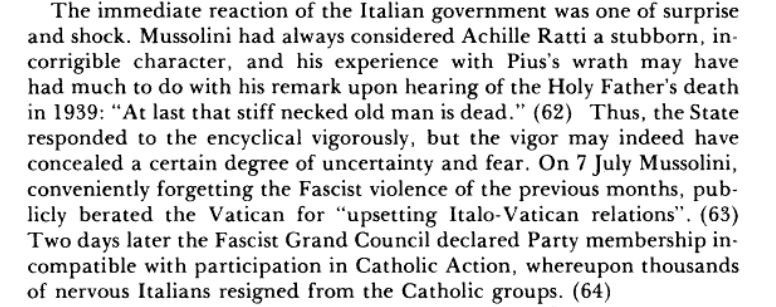 The immediate reaction of the Italian government was one of surprise
and shock. Mussolini had always considered Achille Ratti a stubborn, in-
corrigible character, and his experience with Pius's wrath may have
had much to do with his remark upon hearing of the Holy Father's death
in 1939: “At last that stiff necked old man is dead.” (62) Thus, the State
responded to the encyclical vigorously, but the vigor may indeed have
concealed a certain degree of uncertainty and fear. On 7 July Mussolini,
conveniently forgetting the Fascist violence of the previous months, pub-
licly berated the Vatican for “upsetting Italo-Vatican relations”. (63)
Two days later the Fascist Grand Council declared Party membership in-
compatible with participation in Catholic Action, whereupon thousands
of nervous Italians resigned from the Catholic groups. (64)